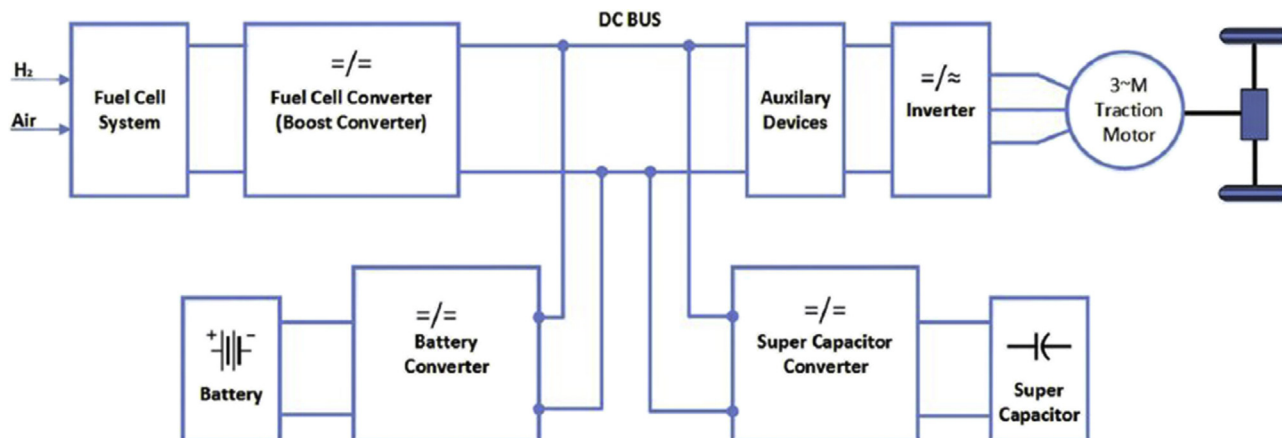 DC BUS
H₂
Air
Fuel Cell
System
=/=
Fuel Cell Converter
(Boost Converter)
Auxilary
Devices
=/≈
Inverter
3~M
Traction
Motor
+ -
Battery
=/=
Battery
Converter
=/=
Super Capacitor
Converter
Super
Capacitor